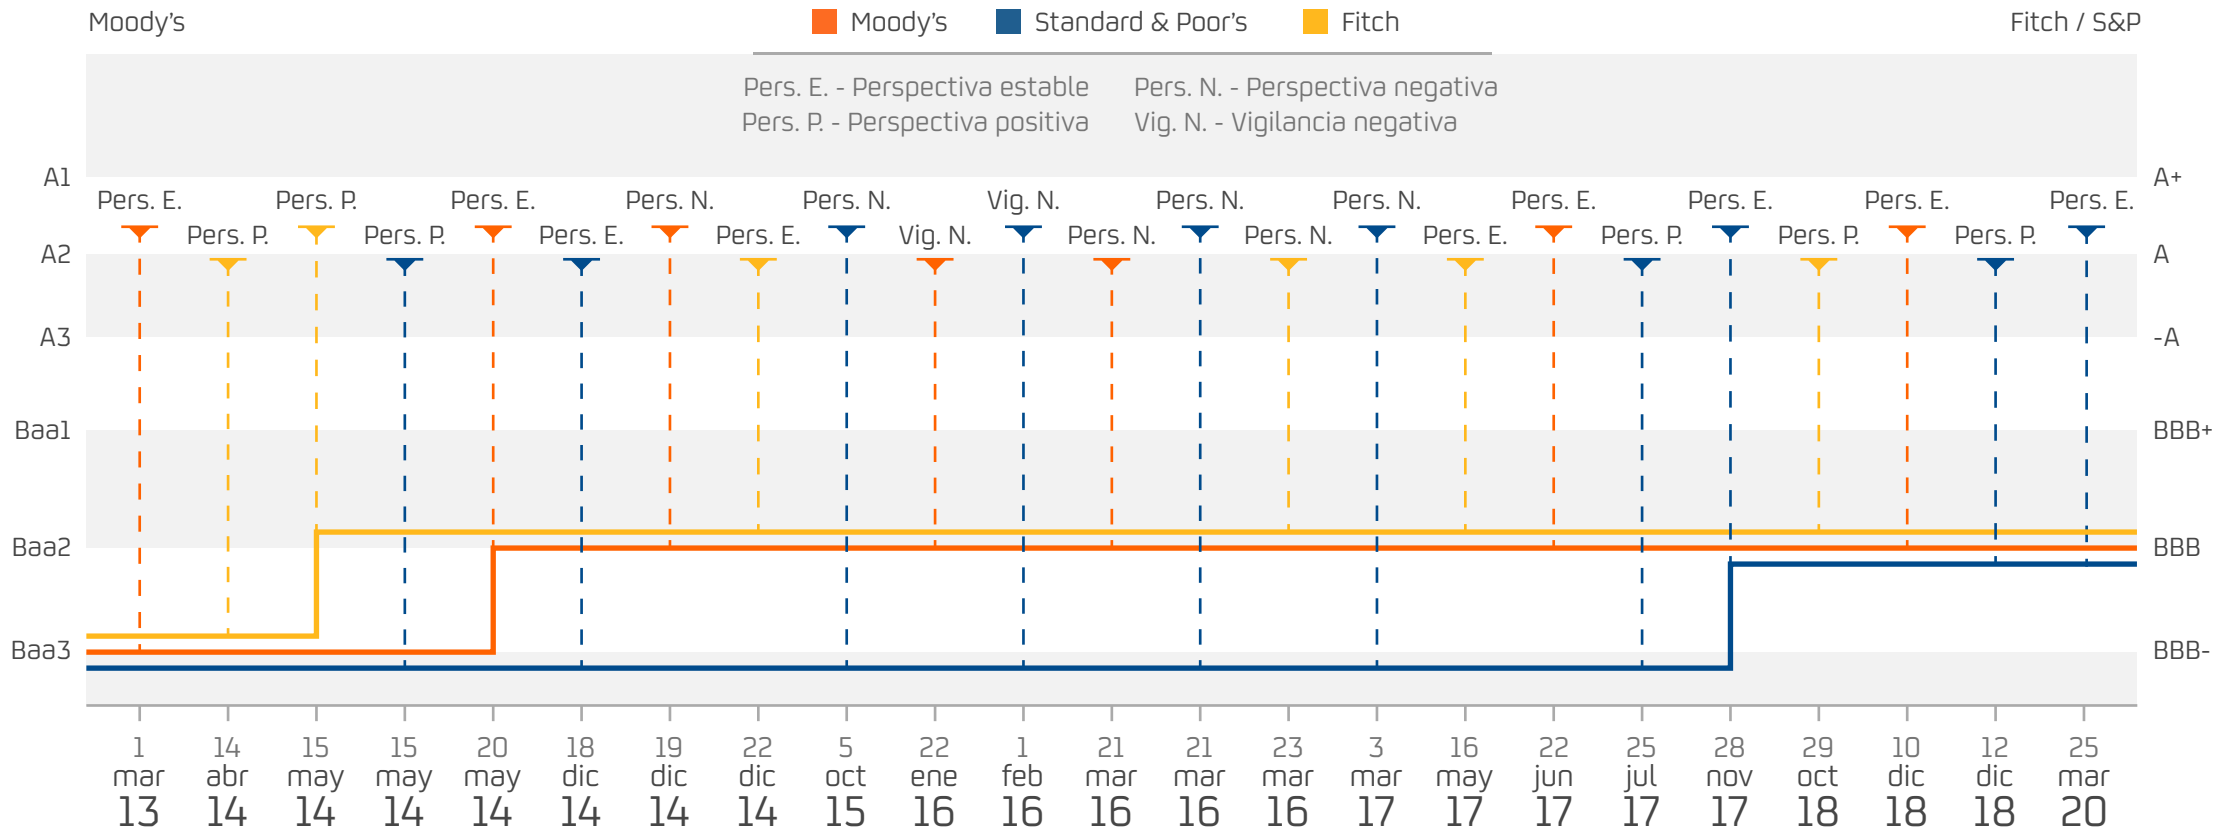 Moody's
Moody's Standard & Poor's Fitch
Fitch / S&P
Pers. E. - Perspectiva estable Pers. N. - Perspectiva negativa
Pers. P. - Perspectiva positiva Vig. N. - Vigilancia negativa
A1 A+
Pers. E. Pers. P. Pers. E. Pers. N. Pers. N. Vig. N. Pers. N. Pers. N. Pers. E. Pers. E. Pers. E. Pers. E.
Pers. P. Pers. P. Pers. E. Pers. E. Vig. N. Pers. N. Pers. N. Pers. E. Pers. P. Pers. P. Pers. P.
A2 A
A3 -A
Baa1 BBB+
Baa2 BBB
Baa3 BBB-
1 14 15 15 20 18 19 22 5 22 1 21 21 23 3 16 22 25 28 29 10 12 25
mar abr may may may dic dic dic oct ene feb mar mar mar mar may jun jul nov oct dic dic mar
13 14 14 14 14 14 14 14 15 16 16 16 16 16 17 17 17 17 17 18 18 18 20